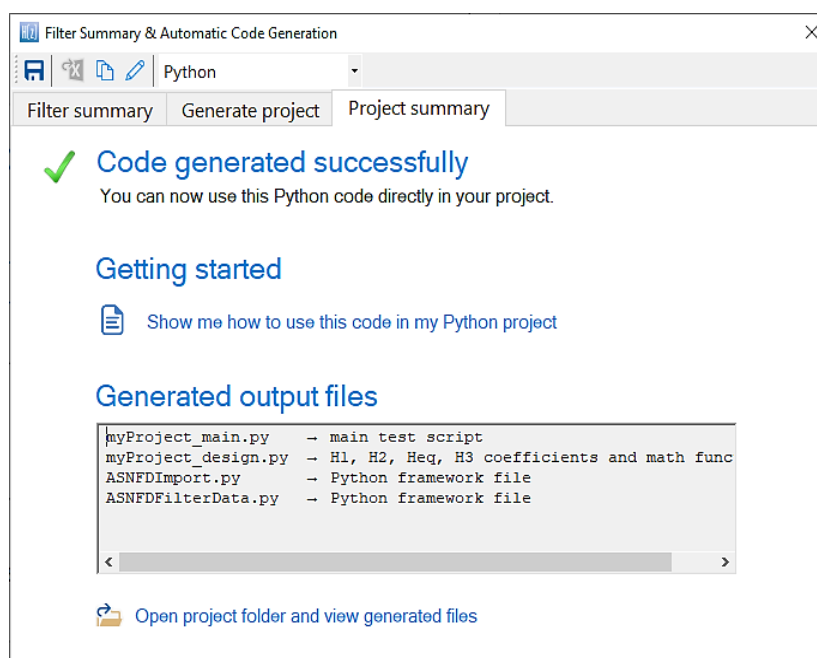 Filter Summary & Automatic Code Generation
Python
Filter summary Generate project Project summary
Code generated successfully
You can now use this Python code directly in your project.
Getting started
Show me how to use this code in my Python project
Generated output files
myProject_main.py → main test script
myProject_design.py → H1, H2, Heq, H3 coefficients and math func
ASNFDImport.py → Python framework file
ASNFDFilterData.py → Python framework file
Open project folder and view generated files